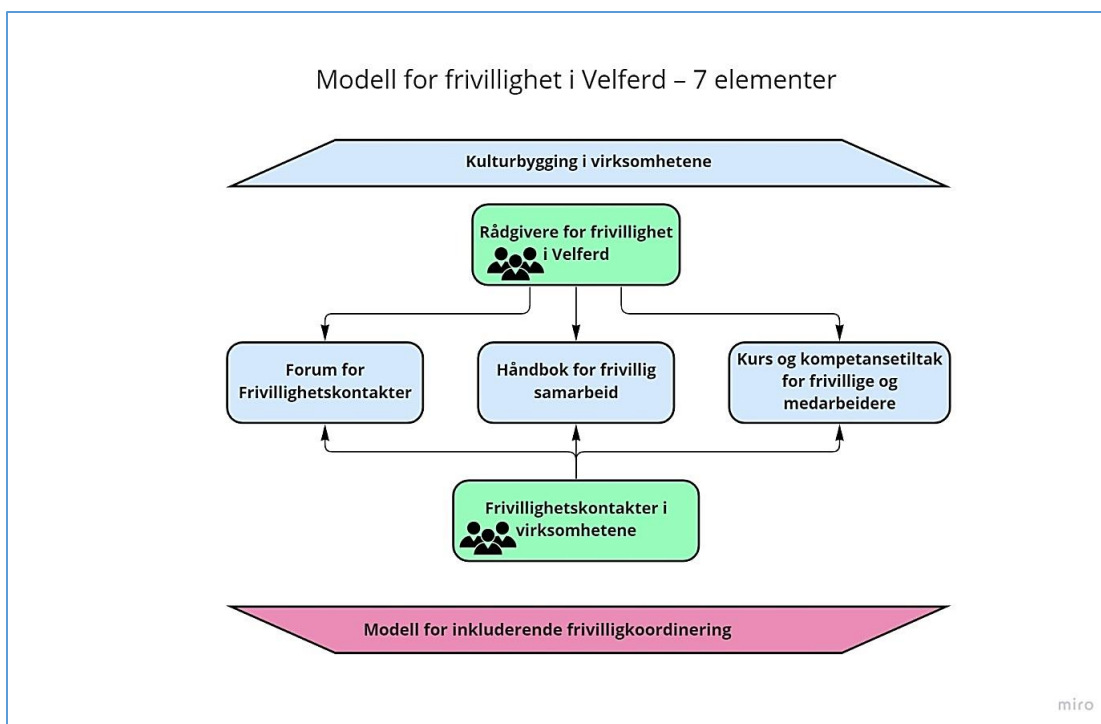 Modell for frivillighet i Velferd – 7 elementer
Kulturbygging i virksomhetene
Rådgivere for frivillighet
i Velferd
Forum for
Frivillighetskontakter
Håndbok for frivillig
samarbeid
Kurs og kompetansetiltak
for frivillige og
medarbeidere
Frivillighetskontakter i
virksomhetene
Modell for inkluderende frivilligkoordinering
miro